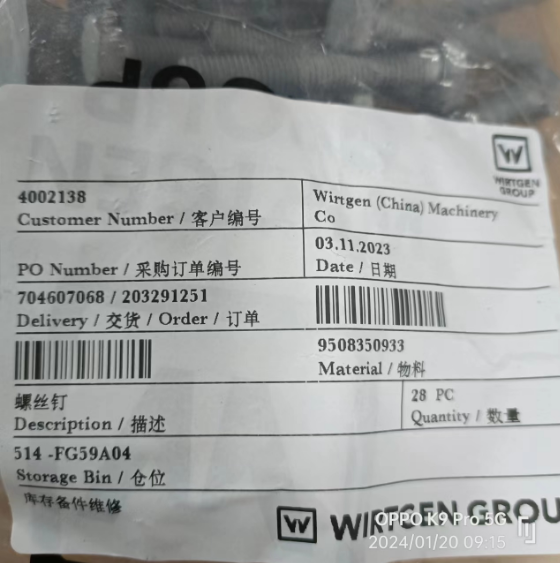 WIRTGEN
GROUP
4002138
Customer Number / 客户编号
Wirtgen (China) Machinery
Co
PO Number / 采购订单编号
03.11.2023
Date / 日期
704607068 / 203291251
Delivery / 交货 / Order / 订单
9508350933
Material / 物料
螺丝钉
Description / 描述
28 PC
Quantity / 数量
514 -FG59A04
Storage Bin / 仓位
库存备件维修
WIRTGEN GROU
OPPO K9 Pro 5G
2024/01/20 09:15